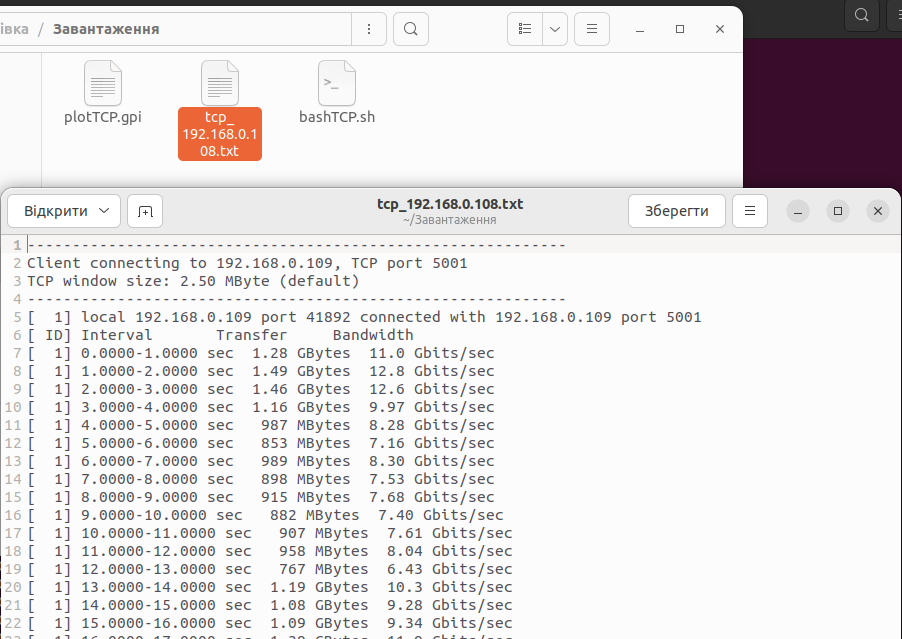 івка / Завантаження
plotTCP.gpi
tcp_
192.168.0.1
08.txt
bashTCP.sh
Відкрити
tcp_192.168.0.108.txt
~/Завантаження
Зберегти
1 ------------------------------------------------------------
2 Client connecting to 192.168.0.109, TCP port 5001
3 TCP window size: 2.50 MByte (default)
4 ------------------------------------------------------------
5 [  1] local 192.168.0.109 port 41892 connected with 192.168.0.109 port 5001
6 [ ID] Interval       Transfer     Bandwidth
7 [  1] 0.0000-1.0000 sec  1.28 GBytes  11.0 Gbits/sec
8 [  1] 1.0000-2.0000 sec  1.49 GBytes  12.8 Gbits/sec
9 [  1] 2.0000-3.0000 sec  1.46 GBytes  12.6 Gbits/sec
10 [  1] 3.0000-4.0000 sec  1.16 GBytes  9.97 Gbits/sec
11 [  1] 4.0000-5.0000 sec   987 MBytes  8.28 Gbits/sec
12 [  1] 5.0000-6.0000 sec   853 MBytes  7.16 Gbits/sec
13 [  1] 6.0000-7.0000 sec   989 MBytes  8.30 Gbits/sec
14 [  1] 7.0000-8.0000 sec   898 MBytes  7.53 Gbits/sec
15 [  1] 8.0000-9.0000 sec   915 MBytes  7.68 Gbits/sec
16 [  1] 9.0000-10.0000 sec   882 MBytes  7.40 Gbits/sec
17 [  1] 10.0000-11.0000 sec   907 MBytes  7.61 Gbits/sec
18 [  1] 11.0000-12.0000 sec   958 MBytes  8.04 Gbits/sec
19 [  1] 12.0000-13.0000 sec   767 MBytes  6.43 Gbits/sec
20 [  1] 13.0000-14.0000 sec  1.19 GBytes  10.3 Gbits/sec
21 [  1] 14.0000-15.0000 sec  1.08 GBytes  9.28 Gbits/sec
22 [  1] 15.0000-16.0000 sec  1.09 GBytes  9.34 Gbits/sec